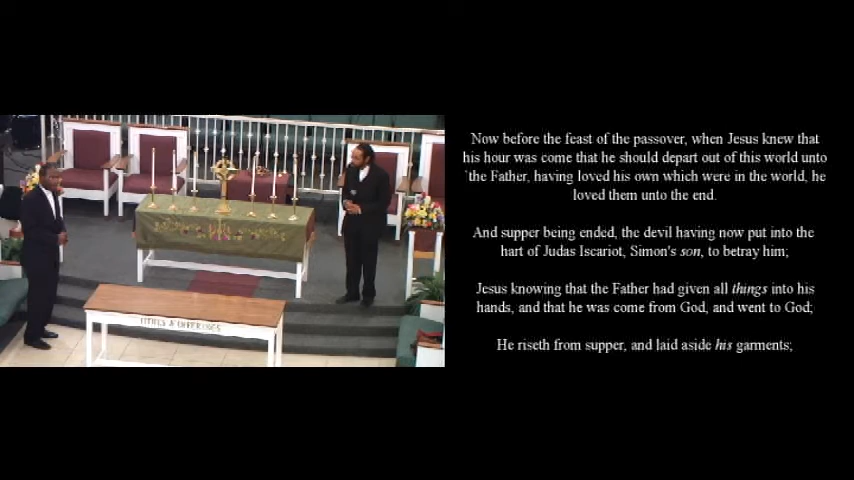 Now before the feast of the passover, when Jesus knew that
his hour was come that he should depart out of this world unto
`the Father, having loved his own which were in the world, he
loved them unto the end.
And supper being ended, the devil having now put into the
hart of Judas Iscariot, Simon's son, to betray him;
Jesus knowing that the Father had given all things into his
hands, and that he was come from God, and went to God;
He riseth from supper, and laid aside his garments;
TITHES & OFFERINGS